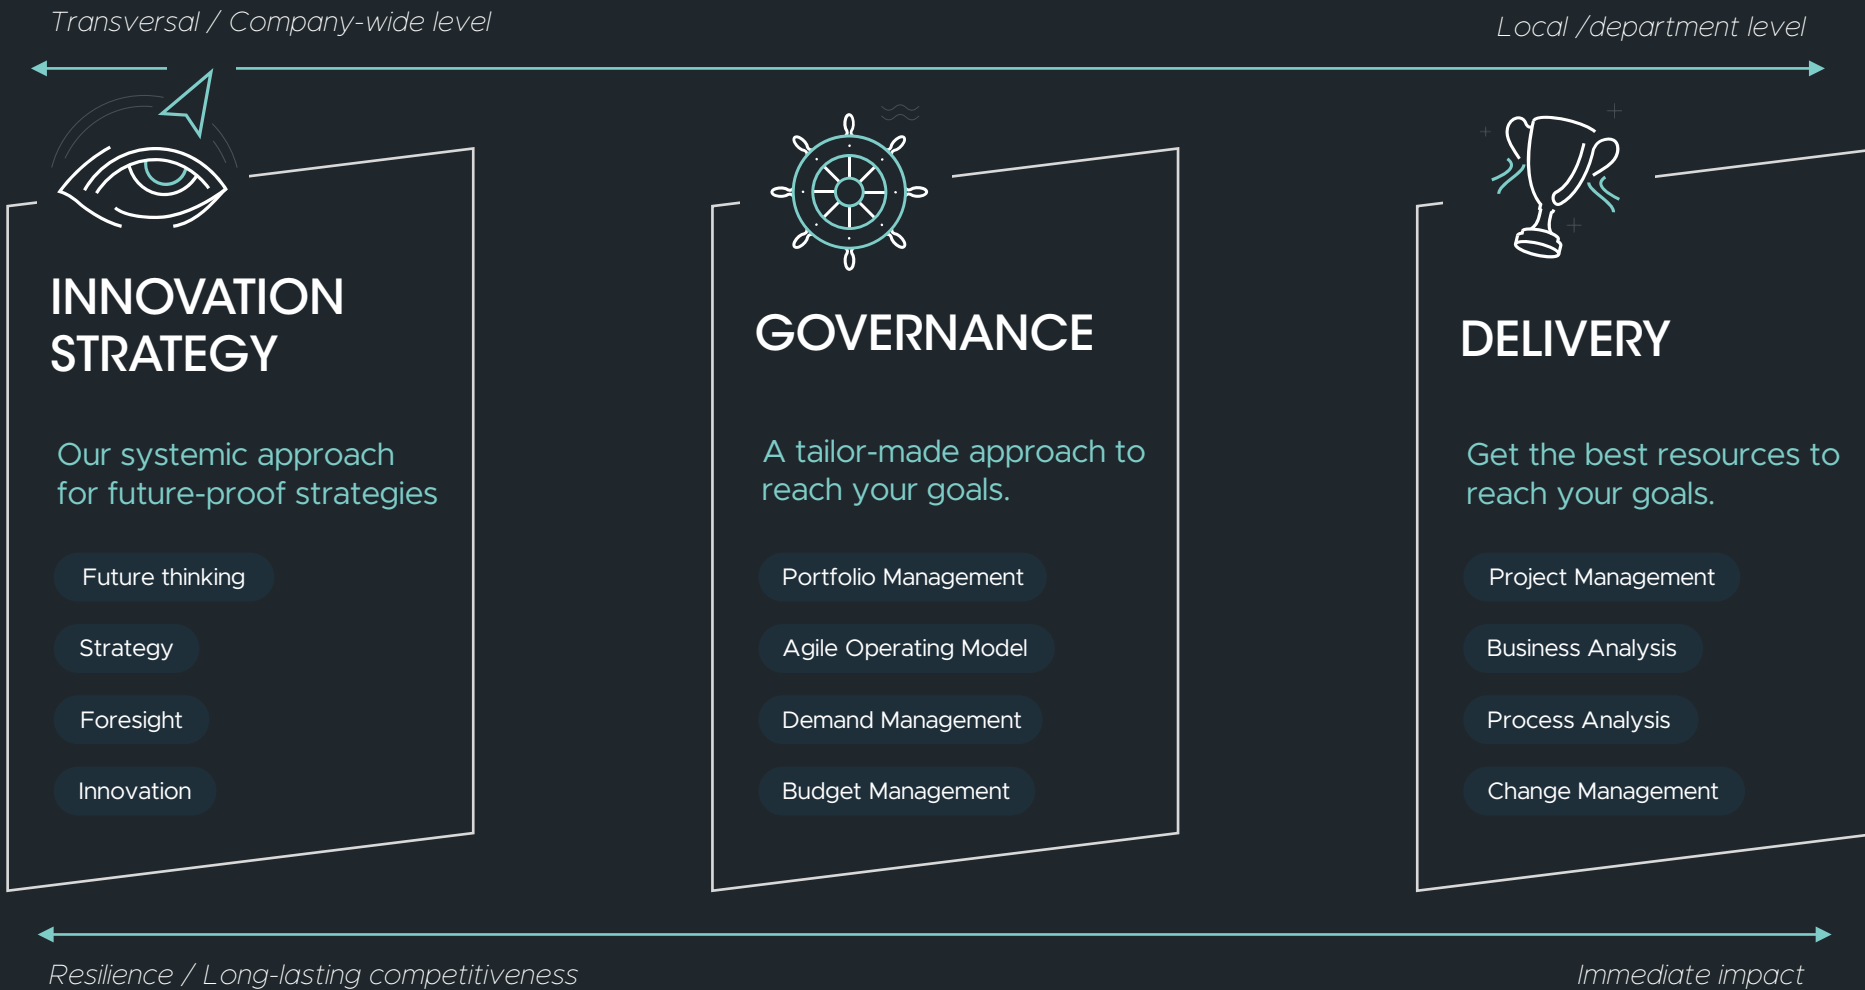 Transversal / Company-wide level
Local /department level
INNOVATION
STRATEGY
Our systemic approach
for future-proof strategies
Future thinking
Strategy
Foresight
Innovation
GOVERNANCE
A tailor-made approach to
reach your goals.
Portfolio Management
Agile Operating Model
Demand Management
Budget Management
DELIVERY
Get the best resources to
reach your goals.
Project Management
Business Analysis
Process Analysis
Change Management
Resilience / Long-lasting competitiveness
Immediate impact